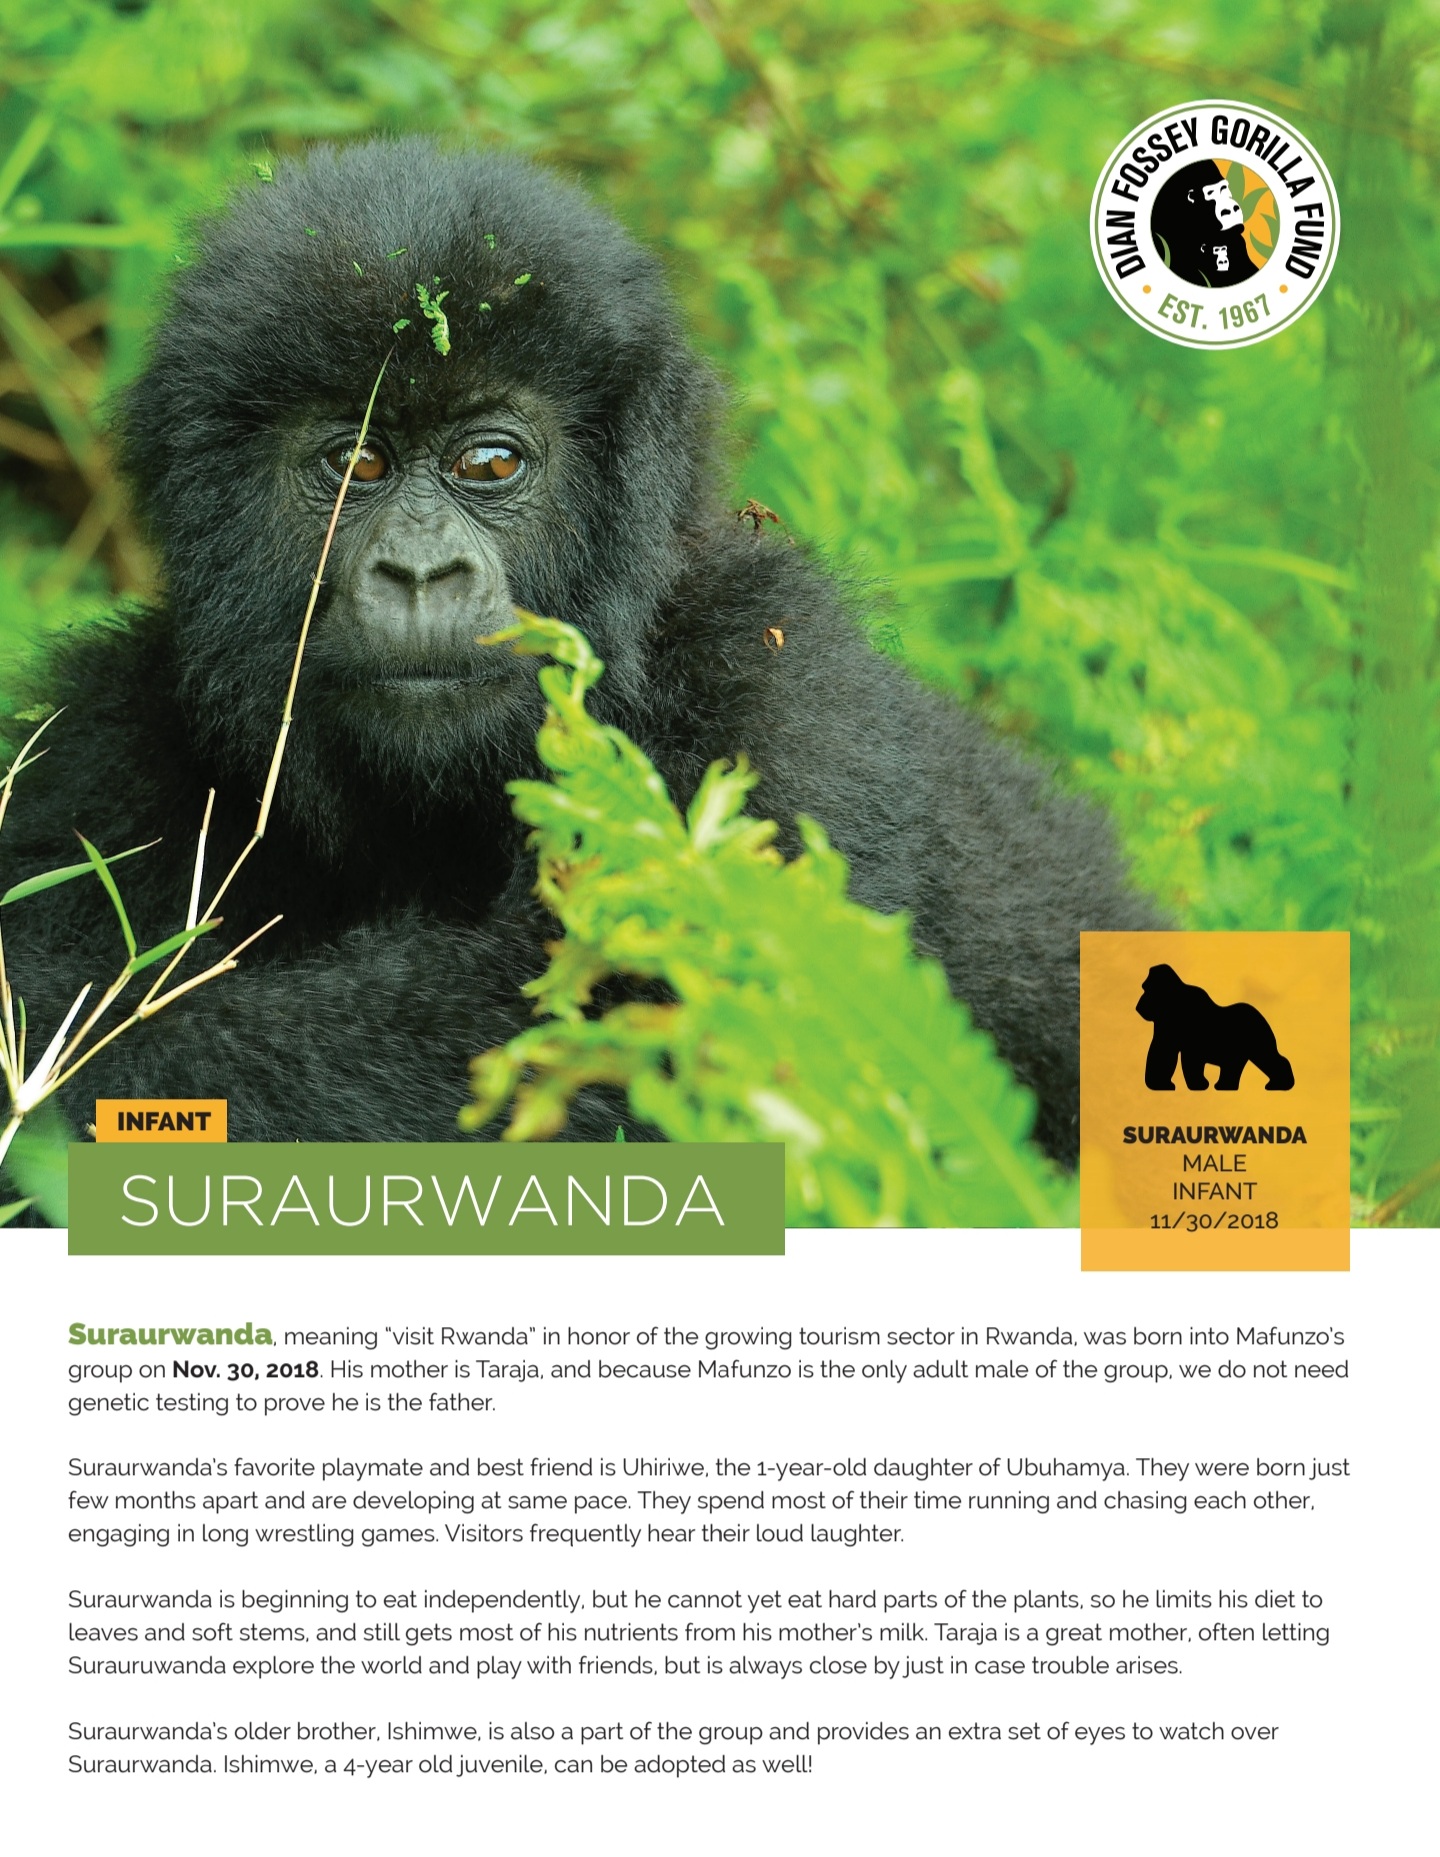 DIAN FOSSEY GORILLA FUND
EST. 1967
INFANT
SURAURWANDA
SURAURWANDA
MALE
INFANT
11/30/2018
Suraurwanda, meaning “visit Rwanda” in honor of the growing tourism sector in Rwanda, was born into Mafunzo’s
group on Nov. 30, 2018. His mother is Taraja, and because Mafunzo is the only adult male of the group, we do not need
genetic testing to prove he is the father.
Suraurwanda’s favorite playmate and best friend is Uhiriwe, the 1-year-old daughter of Ubuhamya. They were born just
few months apart and are developing at same pace. They spend most of their time running and chasing each other,
engaging in long wrestling games. Visitors frequently hear their loud laughter.
Suraurwanda is beginning to eat independently, but he cannot yet eat hard parts of the plants, so he limits his diet to
leaves and soft stems, and still gets most of his nutrients from his mother’s milk. Taraja is a great mother, often letting
Surauruwanda explore the world and play with friends, but is always close by just in case trouble arises.
Suraurwanda’s older brother, Ishimwe, is also a part of the group and provides an extra set of eyes to watch over
Suraurwanda. Ishimwe, a 4-year old juvenile, can be adopted as well!